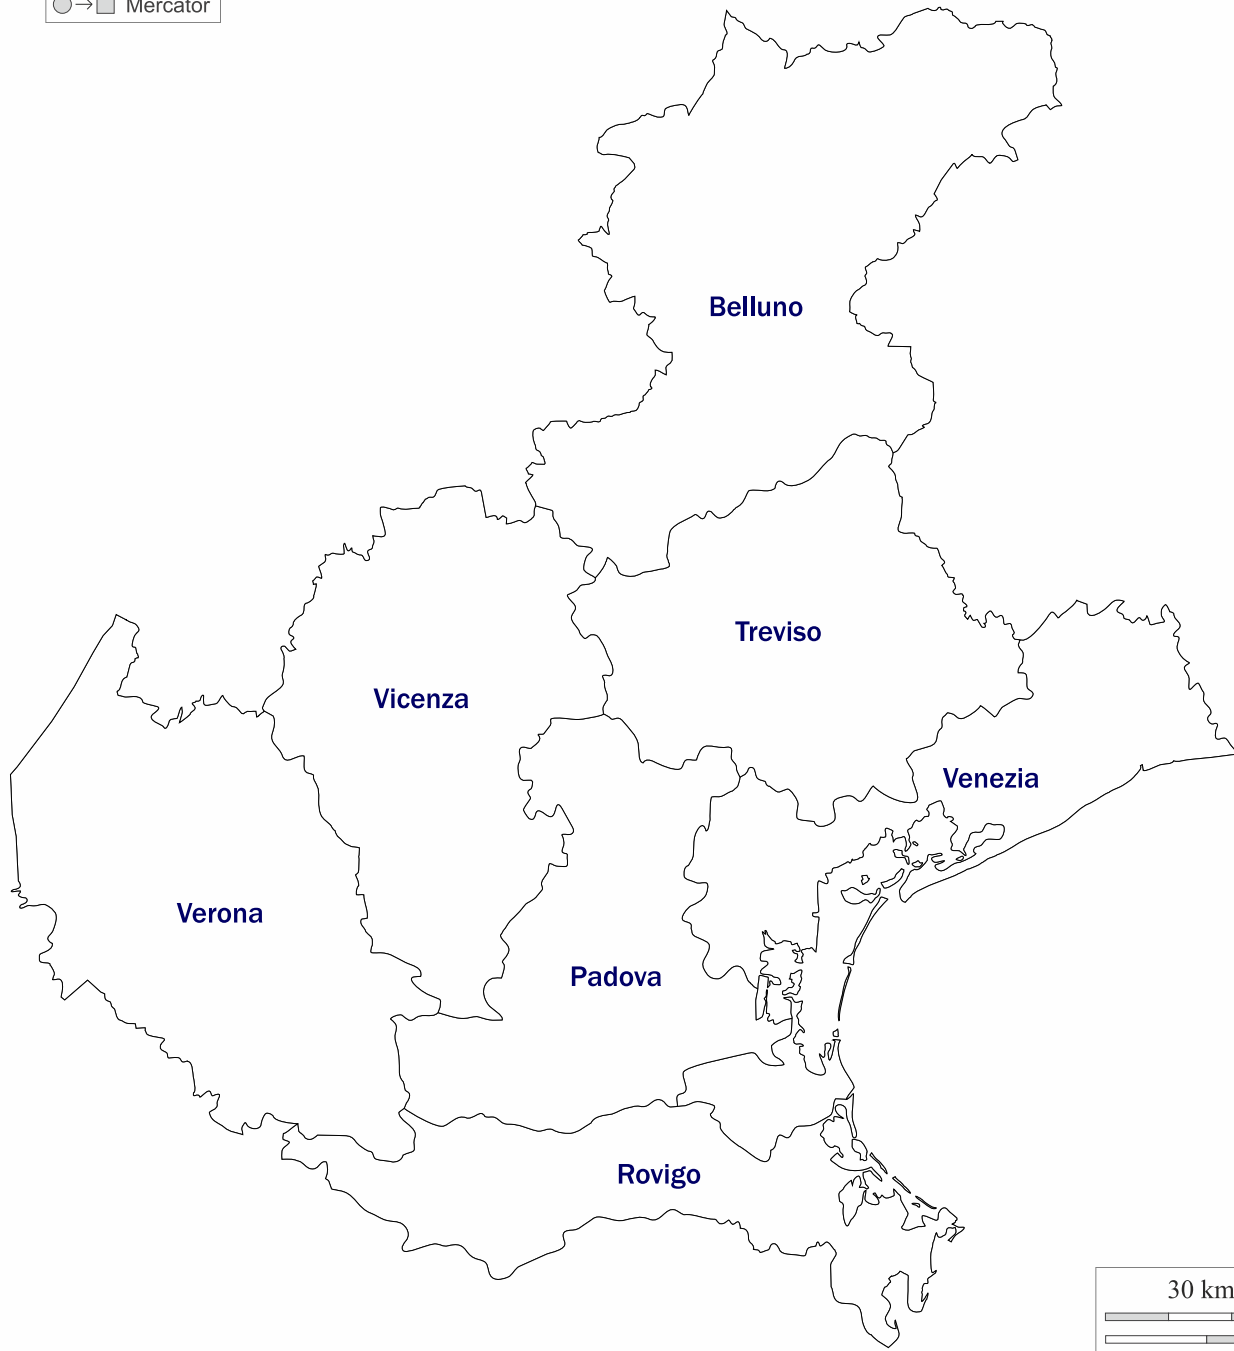 Mercator
Belluno
Treviso
Vicenza
Venezia
Verona
Padova
Rovigo
30 km